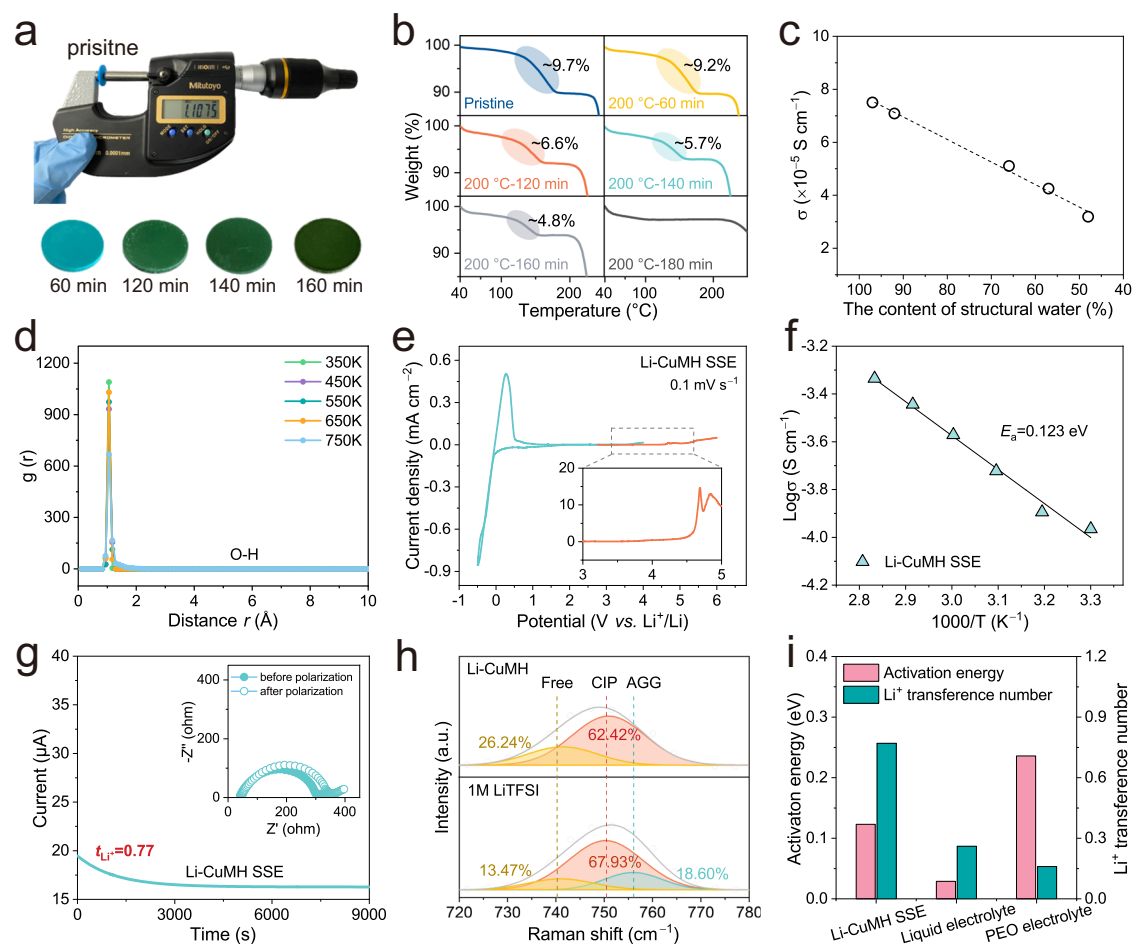 a
prisitne
Mitutoyo
High Accuracy
0.0001mm
60 min
120 min
140 min
160 min
b
100
90
~9.7%
Pristine
~9.2%
200 °C-60 min
100
90
~6.6%
200 °C-120 min
~5.7%
200 °C-140 min
100
90
~4.8%
200 °C-160 min
200 °C-180 min
Weight (%)
40 200 40 200
Temperature (°C)
c
10
8
6
4
2
σ (×10⁻⁵ S cm⁻¹)
100 90 80 70 60 50 40
The content of structural water (%)
d
1200
900
600
300
0
g (r)
350K
450K
550K
650K
750K
O-H
0 2 4 6 8 10
Distance r (Å)
e
0.6
0.3
0.0
-0.3
-0.6
-0.9
Current density (mA cm⁻²)
Li-CuMH SSE
0.1 mV s⁻¹
20
10
0
3 4 5
-1 0 1 2 3 4 5 6 7
Potential (V vs. Li⁺/Li)
f
-3.2
-3.4
-3.6
-3.8
-4.0
-4.2
Logσ (S cm⁻¹)
Eₐ=0.123 eV
Li-CuMH SSE
2.8 2.9 3.0 3.1 3.2 3.3
1000/T (K⁻¹)
g
40
35
30
25
20
15
Current (μA)
before polarization
after polarization
400
200
0
-Z'' (ohm)
0 200 400
Z' (ohm)
tLi⁺=0.77
Li-CuMH SSE
0 3000 6000 9000
Time (s)
h
Li-CuMH
Free CIP AGG
26.24%
62.42%
1M LiTFSI
13.47%
67.93%
18.60%
Intensity (a.u.)
720 730 740 750 760 770 780
Raman shift (cm⁻¹)
i
0.4
0.3
0.2
0.1
0.0
Activaton energy (eV)
Activation energy
Li⁺ transference number
1.2
0.9
0.6
0.3
0.0
Li⁺ transference number
Li-CuMH SSE
Liquid electrolyte
PEO electrolyte